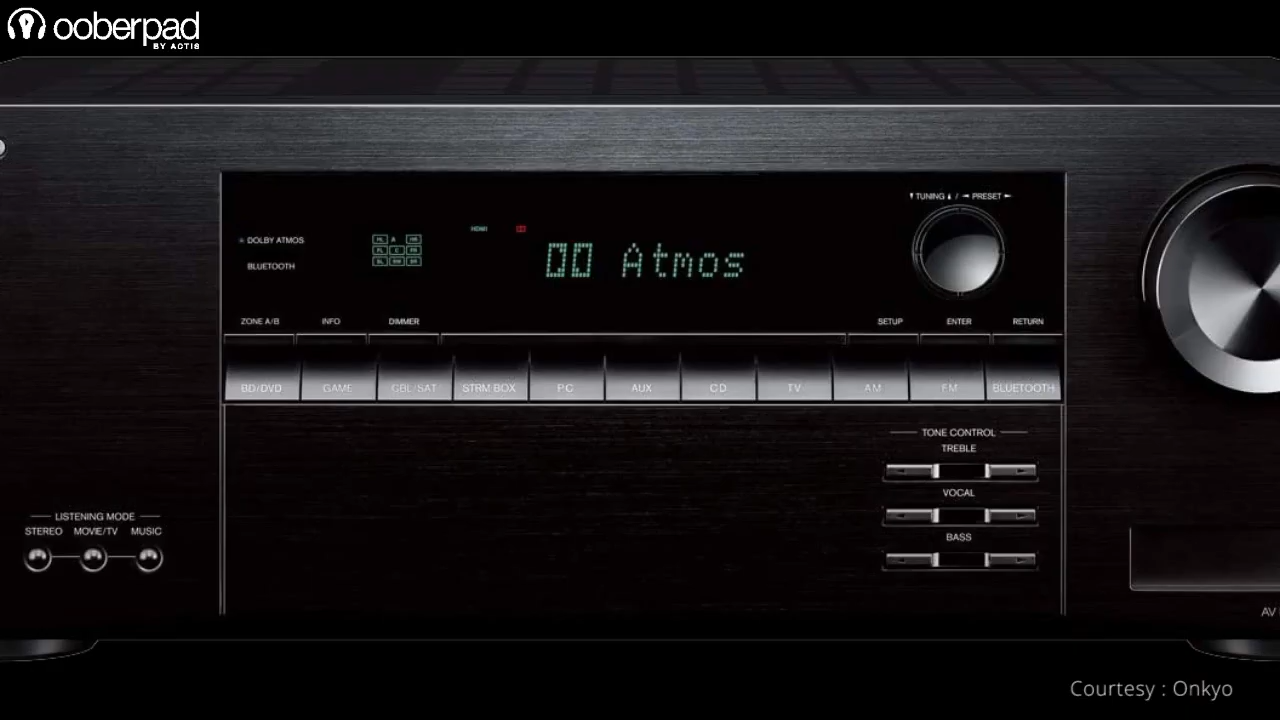 ooberpad
BY ACTIS
TUNING / PRESET
HDMI
DOLBY ATMOS
BLUETOOTH
Atmos
ZONE A/B INFO DIMMER SETUP ENTER RETURN
BD/DVD GAME CBL/SAT STRM BOX PC AUX CD TV AM FM BLUETOOTH
TONE CONTROL
TREBLE
VOCAL
BASS
LISTENING MODE
STEREO MOVIE/TV MUSIC
AV
Courtesy : Onkyo